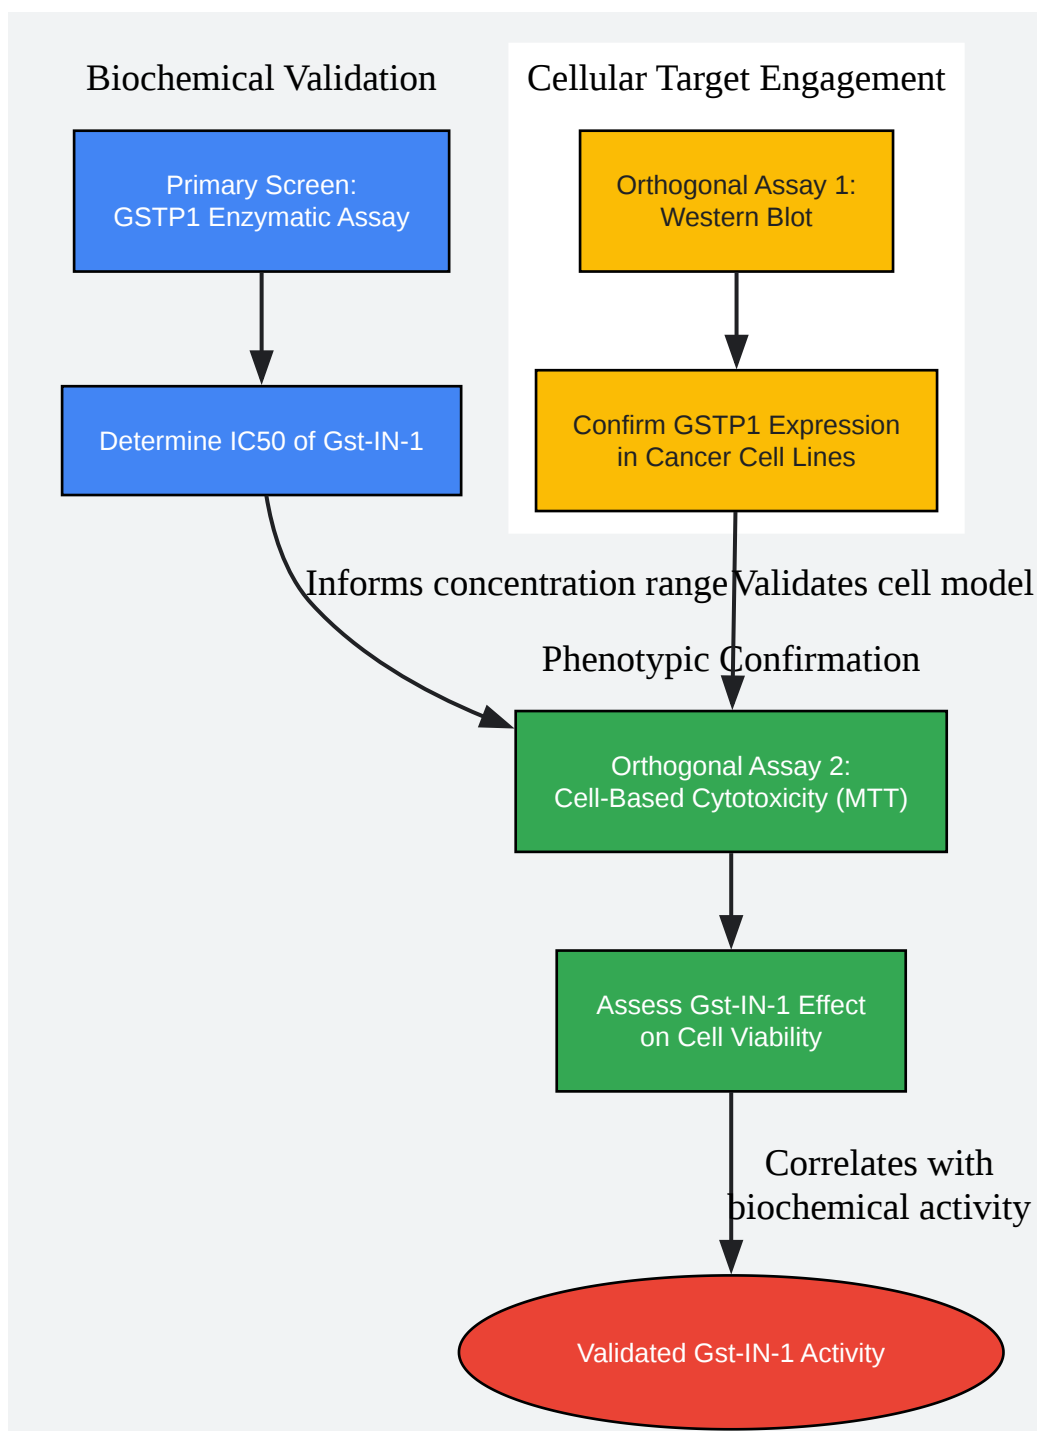 Biochemical Validation
Primary Screen:
GSTP1 Enzymatic Assay
Determine IC50 of Gst-IN-1
Cellular Target Engagement
Orthogonal Assay 1:
Western Blot
Confirm GSTP1 Expression
in Cancer Cell Lines
Informs concentration range
Validates cell model
Phenotypic Confirmation
Orthogonal Assay 2:
Cell-Based Cytotoxicity (MTT)
Assess Gst-IN-1 Effect
on Cell Viability
Correlates with
biochemical activity
Validated Gst-IN-1 Activity